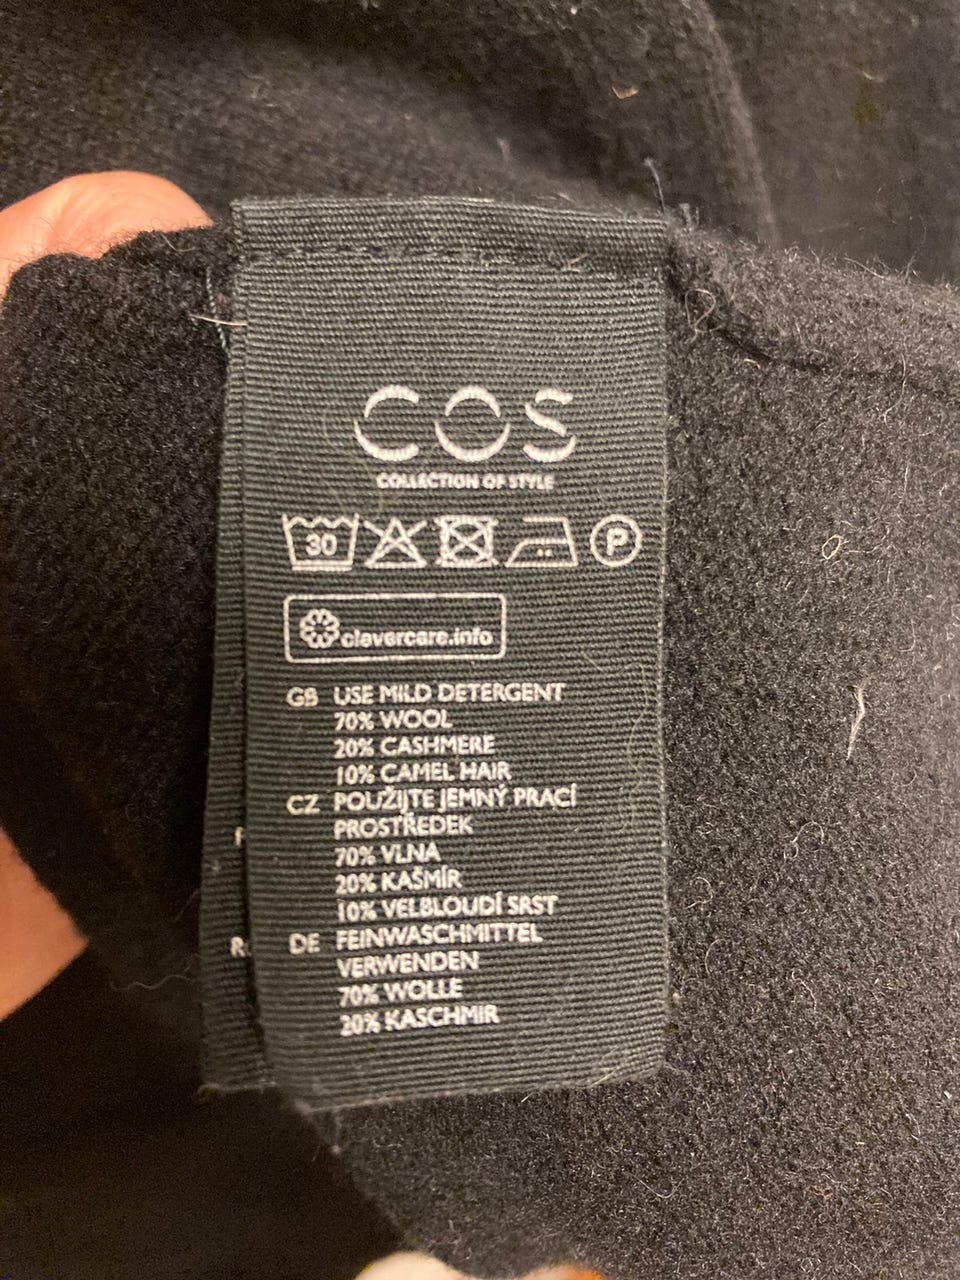 COS
COLLECTION OF STYLE
30 P
clevercare.info
GB USE MILD DETERGENT
70% WOOL
20% CASHMERE
10% CAMEL HAIR
CZ POUŽIJTE JEMNÝ PRACÍ
PROSTŘEDEK
70% VLNA
20% KAŠMÍR
10% VELBLOUDÍ SRST
DE FEINWASCHMITTEL
VERWENDEN
70% WOLLE
20% KASCHMIR